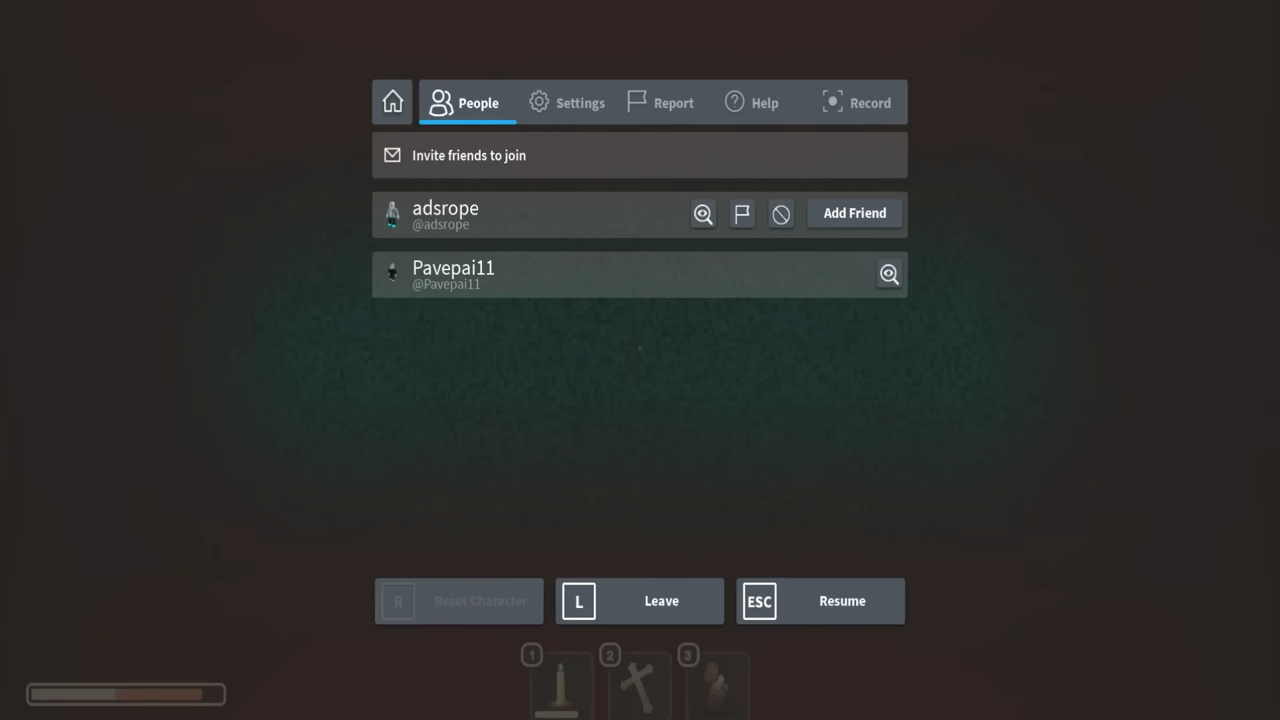 People
Settings
Report
Help
Record
Invite friends to join
adsrope
@adsrope
Add Friend
Pavepai11
@Pavepai11
R Reset Character
L Leave
ESC Resume
1
2
3